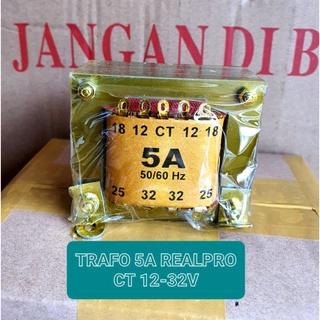 JANGAN DI B
18 12 CT 12 18
5A
50/60 Hz
25 32 32 25
TRAFO 5A REALPRO
CT 12-32V